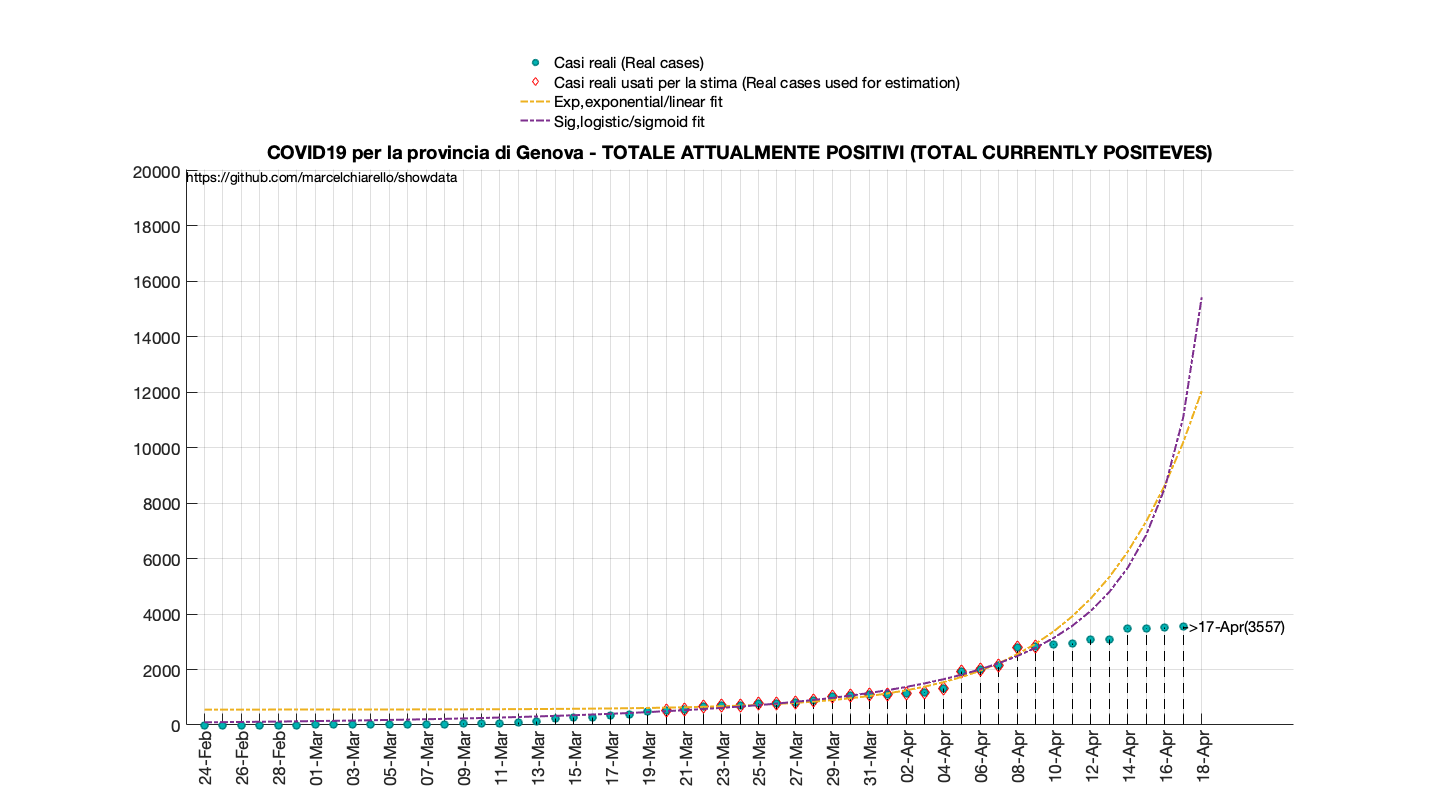 Casi reali (Real cases)
Casi reali usati per la stima (Real cases used for estimation)
Exp,exponential/linear fit
Sig,logistic/sigmoid fit
COVID19 per la provincia di Genova - TOTALE ATTUALMENTE POSITIVI (TOTAL CURRENTLY POSITEVES)
https://github.com/marcelchiarello/showdata
20000
18000
16000
14000
12000
10000
8000
6000
4000
2000
0
->17-Apr(3557)
24-Feb
26-Feb
28-Feb
01-Mar
03-Mar
05-Mar
07-Mar
09-Mar
11-Mar
13-Mar
15-Mar
17-Mar
19-Mar
21-Mar
23-Mar
25-Mar
27-Mar
29-Mar
31-Mar
02-Apr
04-Apr
06-Apr
08-Apr
10-Apr
12-Apr
14-Apr
16-Apr
18-Apr